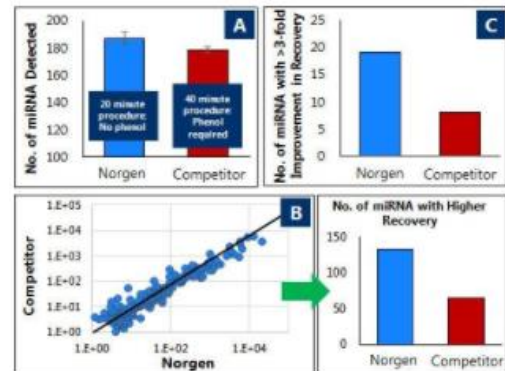 A
No. of miRNA Detected
200
180
160
140
120
100
20 minute
procedure;
No phenol
40 minute
procedure:
Phenol
required
Norgen
Competitor
C
No. of miRNA with >3-fold
Improvement in Recovery
25
20
15
10
5
0
Norgen
Competitor
B
Competitor
1.E+05
1.E+04
1.E+03
1.E+02
1.E+01
1.E+00
1.E+00
1.E+02
1.E+04
Norgen
No. of miRNA with Higher
Recovery
150
100
50
0
Norgen
Competitor